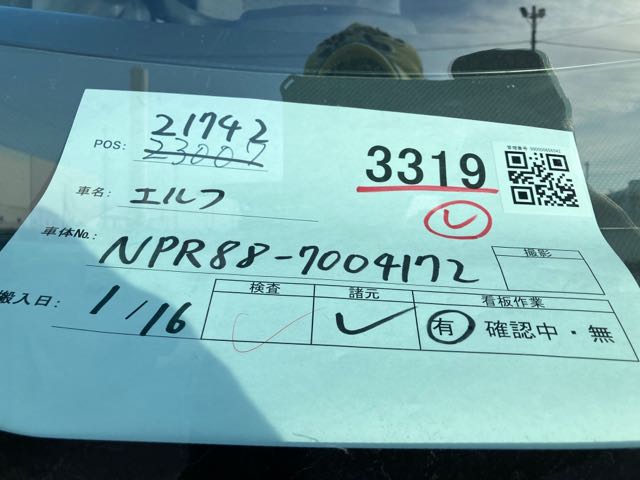 21742
POS: 23007
3319
車名: エルフ
車体No.: NPR88-7004172
撮影
搬入日: 1/16
検査 諸元 看板作業
有 確認中・無